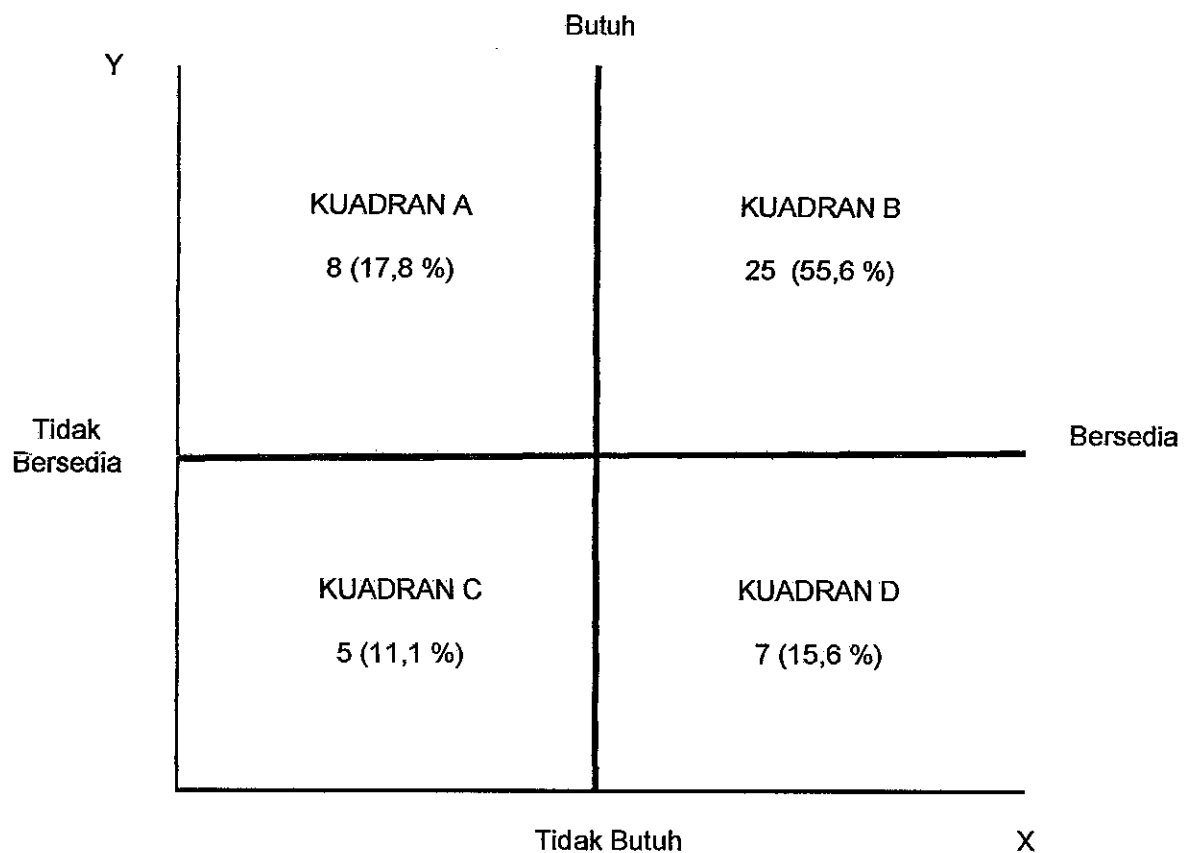 Butuh
Y
KUADRAN A
KUADRAN B
8 (17,8 %)
25 (55,6 %)
Tidak
Bersedia
Bersedia
KUADRAN C
KUADRAN D
5 (11,1 %)
7 (15,6 %)
Tidak Butuh
X